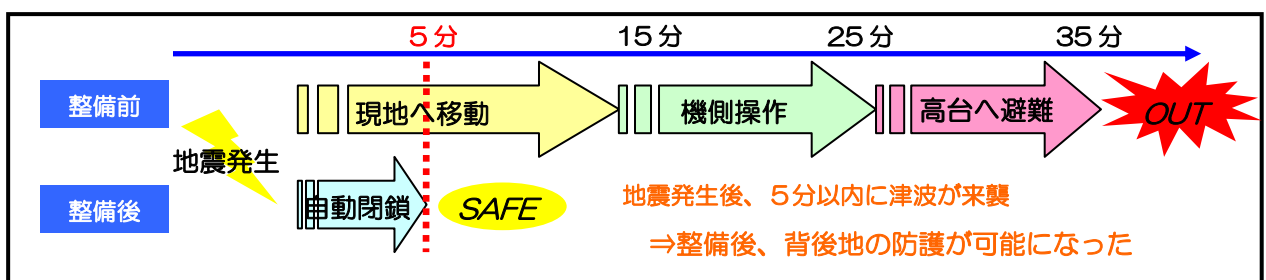 ５分 15分 25分 35分
整備前 現地へ移動 機側操作 高台へ避難 OUT
地震発生
整備後 自動閉鎖 SAFE
地震発生後、５分以内に津波が来襲
⇒整備後、背後地の防護が可能になった